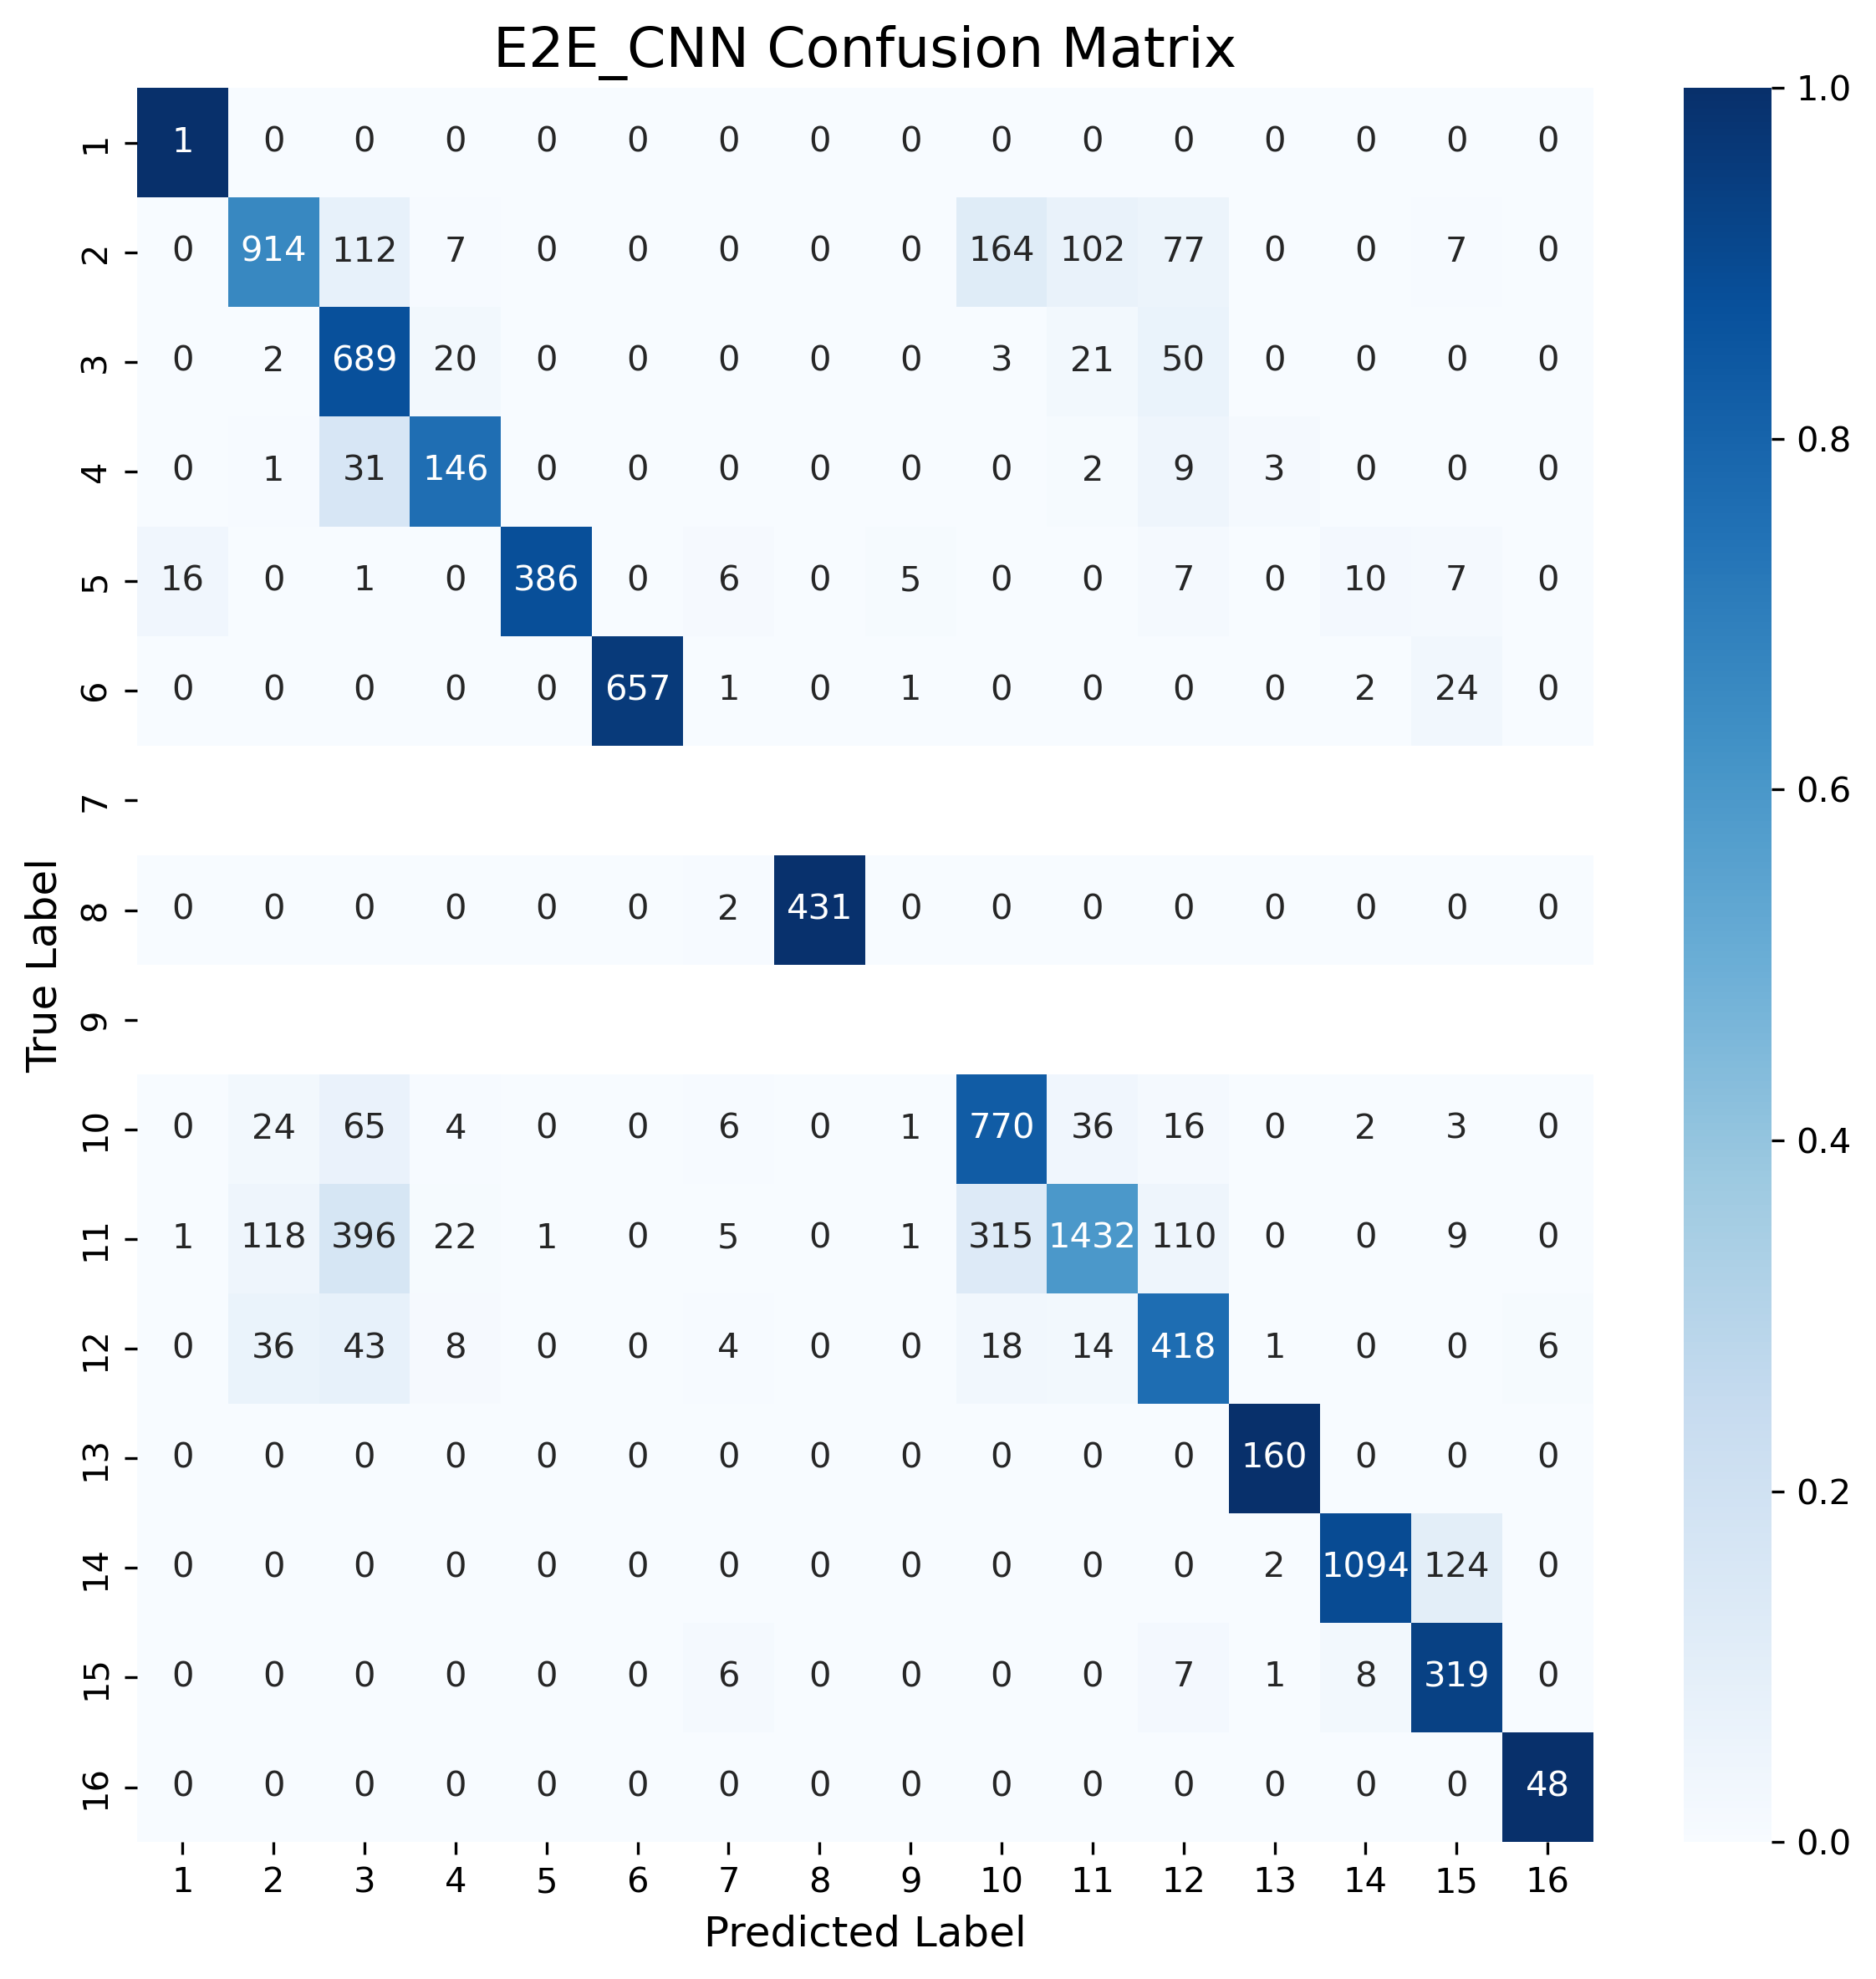 E2E_CNN Confusion Matrix
1 1 0 0 0 0 0 0 0 0 0 0 0 0 0 0 0
2 0 914 112 7 0 0 0 0 0 164 102 77 0 0 7 0
3 0 2 689 20 0 0 0 0 0 3 21 50 0 0 0 0
4 0 1 31 146 0 0 0 0 0 0 2 9 3 0 0 0
5 16 0 1 0 386 0 6 0 5 0 0 7 0 10 7 0
6 0 0 0 0 0 657 1 0 1 0 0 0 0 2 24 0
7
8 0 0 0 0 0 0 2 431 0 0 0 0 0 0 0 0
9
10 0 24 65 4 0 0 6 0 1 770 36 16 0 2 3 0
11 1 118 396 22 1 0 5 0 1 315 1432 110 0 0 9 0
12 0 36 43 8 0 0 4 0 0 18 14 418 1 0 0 6
13 0 0 0 0 0 0 0 0 0 0 0 0 160 0 0 0
14 0 0 0 0 0 0 0 0 0 0 0 0 2 1094 124 0
15 0 0 0 0 0 0 6 0 0 0 0 7 1 8 319 0
16 0 0 0 0 0 0 0 0 0 0 0 0 0 0 0 48
1 2 3 4 5 6 7 8 9 10 11 12 13 14 15 16
Predicted Label
True Label
1.0
0.8
0.6
0.4
0.2
0.0